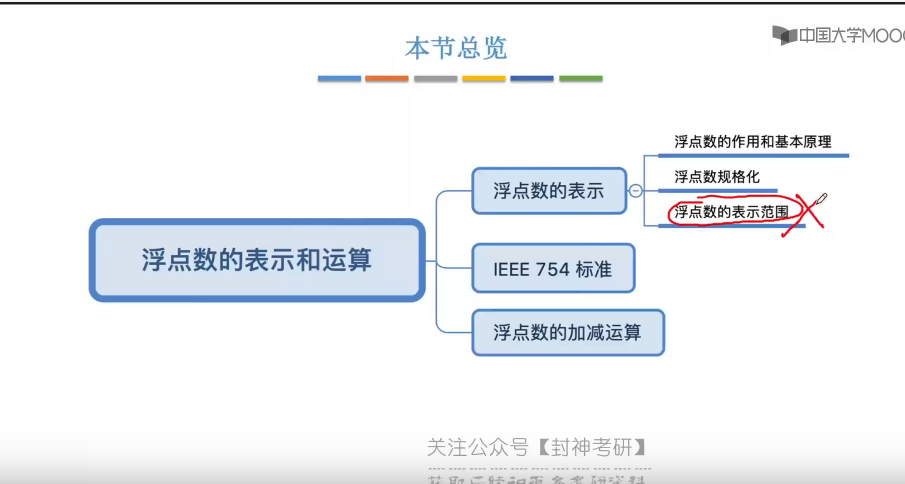 本节总览
中国大学MOOC
浮点数的作用和基本原理
浮点数的表示
浮点数规格化
浮点数的表示范围
浮点数的表示和运算
IEEE 754 标准
浮点数的加减运算
关注公众号【封神考研】